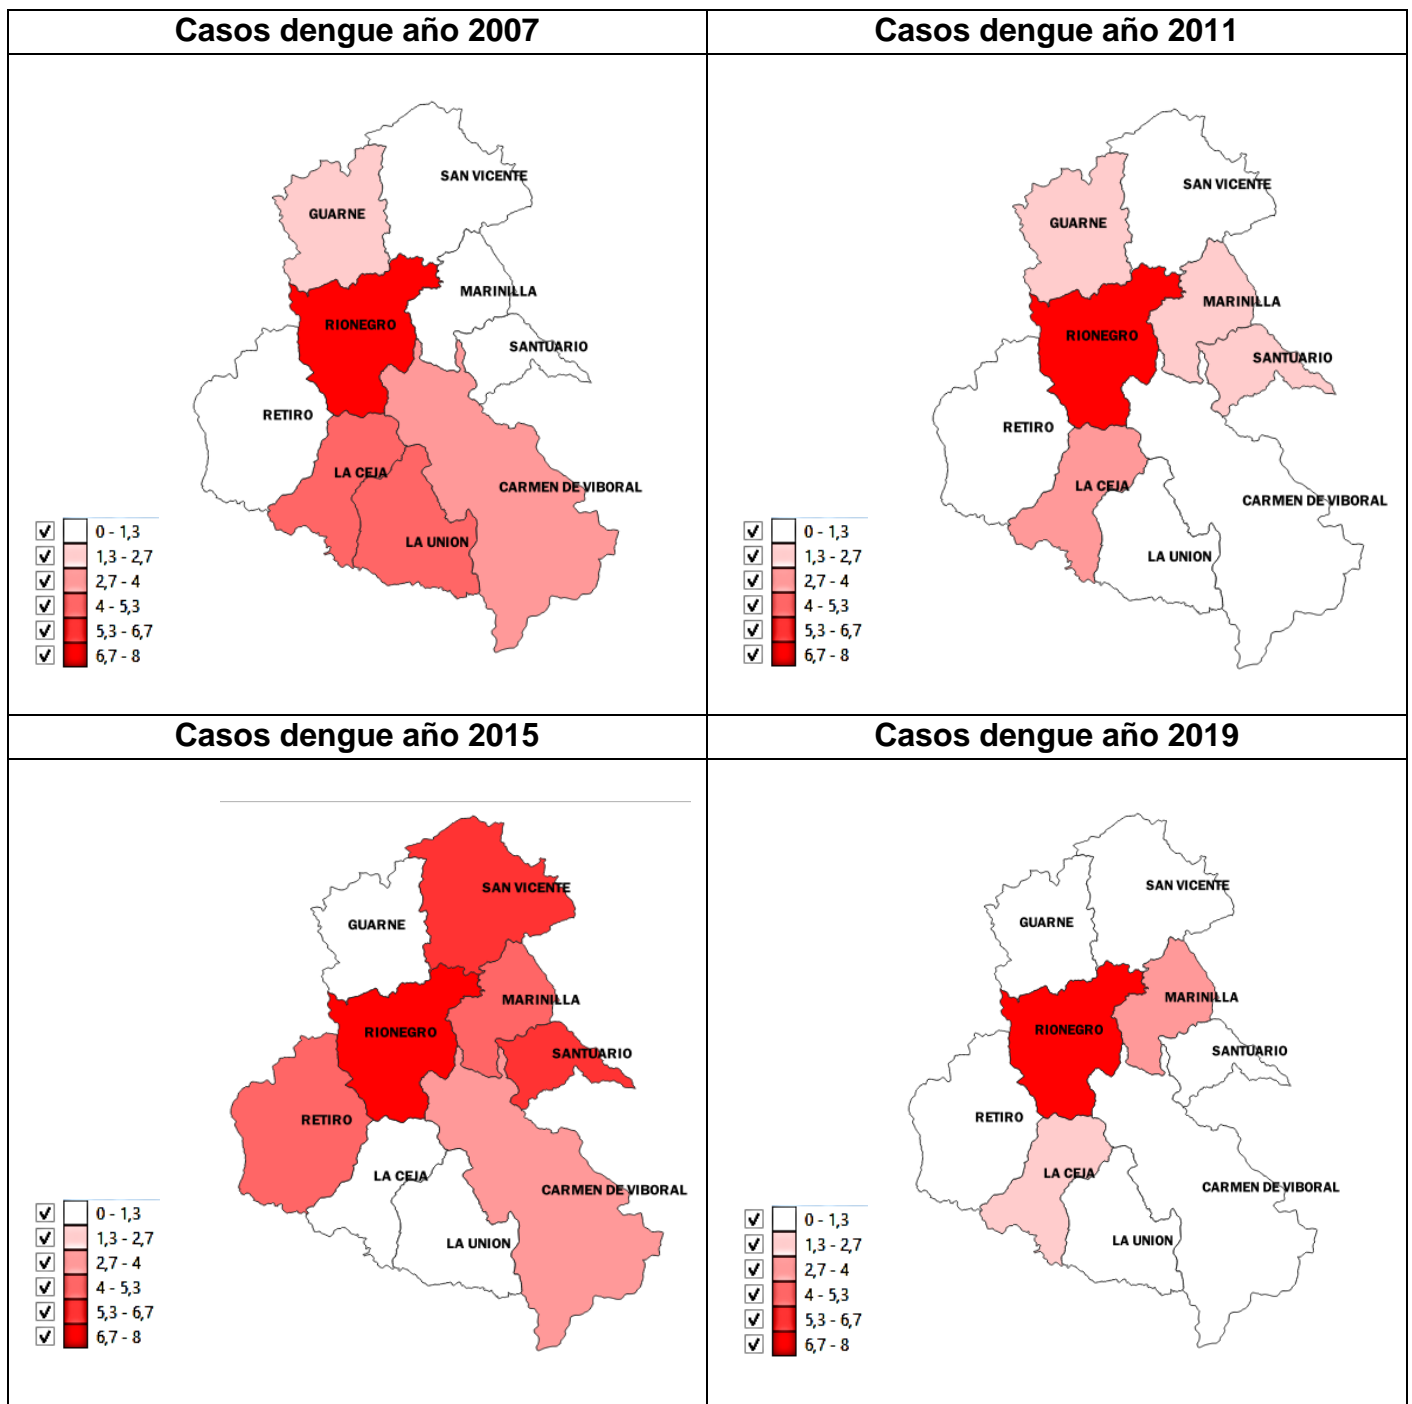 Casos dengue año 2007
Casos dengue año 2011
SAN VICENTE
GUARNE
MARINILLA
RIONEGRO
SANTUARIO
RETIRO
LA CEJA
CARMEN DE VIBORAL
LA UNION
0 - 1,3
1,3 - 2,7
2,7 - 4
4 - 5,3
5,3 - 6,7
6,7 - 8
SAN VICENTE
GUARNE
MARINILLA
RIONEGRO
SANTUARIO
RETIRO
LA CEJA
CARMEN DE VIBORAL
LA UNION
0 - 1,3
1,3 - 2,7
2,7 - 4
4 - 5,3
5,3 - 6,7
6,7 - 8
Casos dengue año 2015
Casos dengue año 2019
SAN VICENTE
GUARNE
MARINILLA
RIONEGRO
SANTUARIO
RETIRO
LA CEJA
CARMEN DE VIBORAL
LA UNION
0 - 1,3
1,3 - 2,7
2,7 - 4
4 - 5,3
5,3 - 6,7
6,7 - 8
SAN VICENTE
GUARNE
MARINILLA
RIONEGRO
SANTUARIO
RETIRO
LA CEJA
CARMEN DE VIBORAL
LA UNION
0 - 1,3
1,3 - 2,7
2,7 - 4
4 - 5,3
5,3 - 6,7
6,7 - 8